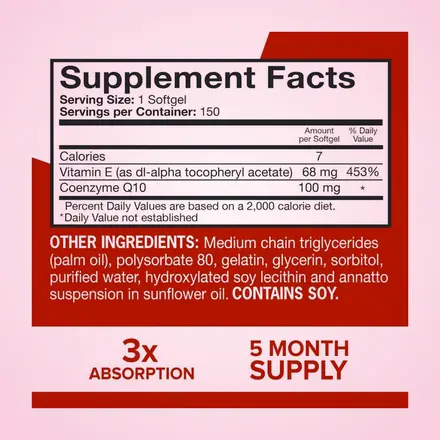 Supplement Facts
Serving Size: 1 Softgel
Servings per Container: 150
Amount per Softgel % Daily Value
Calories 7
Vitamin E (as dl-alpha tocopheryl acetate) 68 mg 453%
Coenzyme Q10 100 mg *
Percent Daily Values are based on a 2,000 calorie diet.
*Daily Value not established
OTHER INGREDIENTS: Medium chain triglycerides
(palm oil), polysorbate 80, gelatin, glycerin, sorbitol,
purified water, hydroxylated soy lecithin and annatto
suspension in sunflower oil. CONTAINS SOY.
3x
ABSORPTION
5 MONTH
SUPPLY